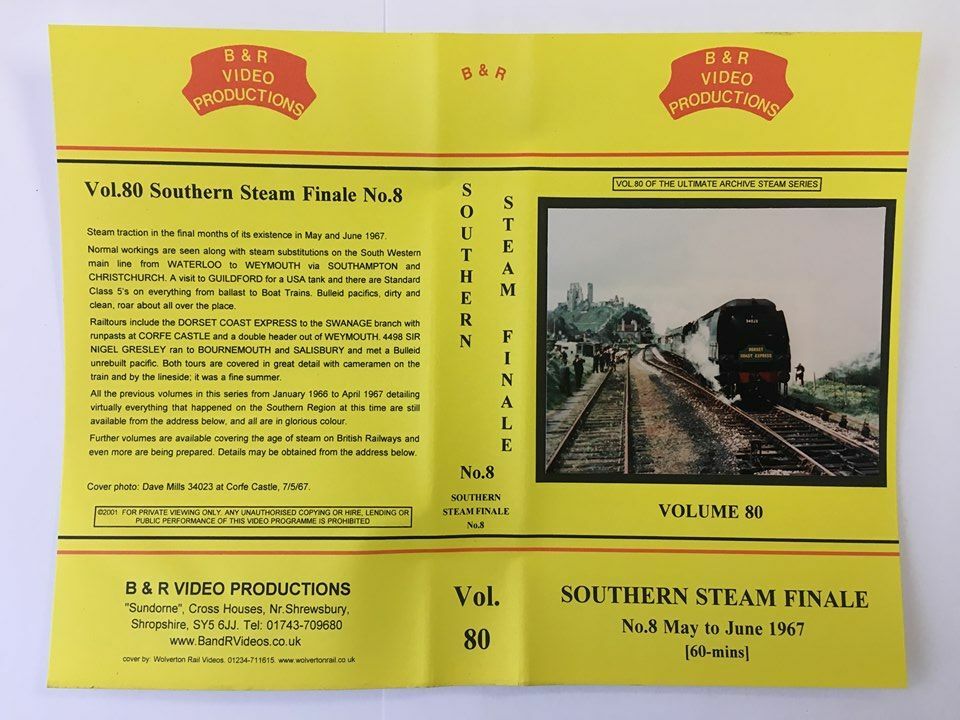 B & R
VIDEO
PRODUCTIONS
Vol.80 Southern Steam Finale No.8
Steam traction in the final months of its existence in May and June 1967.
Normal workings are seen along with steam substitutions on the South Western
main line from WATERLOO to WEYMOUTH via SOUTHAMPTON and
CHRISTCHURCH. A visit to GUILDFORD for a USA tank and there are Standard
Class 5's on everything from ballast to Boat Trains. Bulleid pacifics, dirty and
clean, roar about all over the place.
Railtours include the DORSET COAST EXPRESS to the SWANAGE branch with
runpasts at CORFE CASTLE and a double header out of WEYMOUTH. 4498 SIR
NIGEL GRESLEY ran to BOURNEMOUTH and SALISBURY and met a Bulleid
unrebuilt pacific. Both tours are covered in great detail with cameramen on the
train and by the lineside; it was a fine summer.
All the previous volumes in this series from January 1966 to April 1967 detailing
virtually everything that happened on the Southern Region at this time are still
available from the address below, and all are in glorious colour.
Further volumes are available covering the age of steam on British Railways and
even more are being prepared. Details may be obtained from the address below.
Cover photo: Dave Mills 34023 at Corfe Castle, 7/5/67.
©2001 FOR PRIVATE VIEWING ONLY. ANY UNAUTHORISED COPYING OR HIRE, LENDING OR
PUBLIC PERFORMANCE OF THIS VIDEO PROGRAMME IS PROHIBITED
B & R VIDEO PRODUCTIONS
"Sundorne", Cross Houses, Nr.Shrewsbury,
Shropshire, SY5 6JJ. Tel: 01743-709680
www.BandRVideos.co.uk
cover by: Wolverton Rail Videos. 01234-711615. www.wolvertonrail.co.uk
B & R
SOUTHERN
STEAM FINALE
No.8
SOUTHERN
STEAM FINALE
No.8
Vol.
80
B & R
VIDEO
PRODUCTIONS
VOL.80 OF THE ULTIMATE ARCHIVE STEAM SERIES
34023
DORSET
COAST EXPRESS
VOLUME 80
SOUTHERN STEAM FINALE
No.8 May to June 1967
[60-mins]